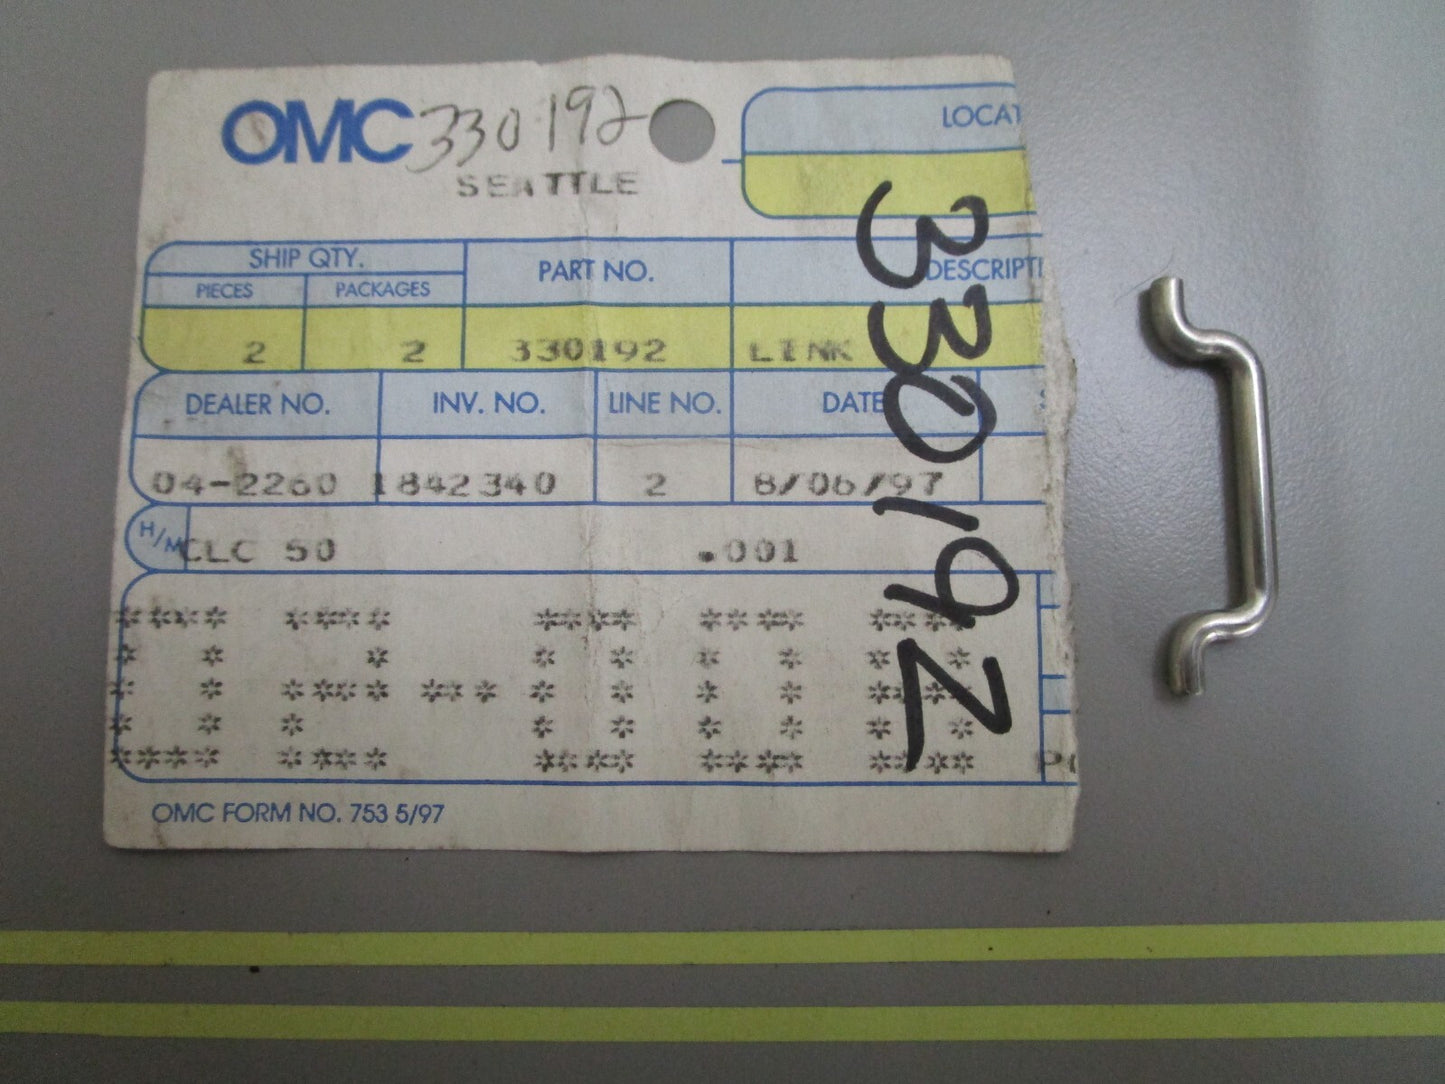 OMC 330192
SEATTLE
LOCAT
SHIP QTY.
PIECES PACKAGES PART NO. DESCRIPTI
2 2 330192 LINK
DEALER NO. INV. NO. LINE NO. DATE
04-2260 1842340 2 8/06/97
H/M CLC 50 .001
OMC FORM NO. 753 5/97
330192